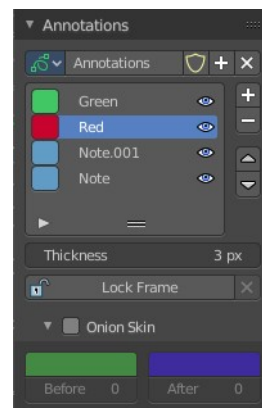 Annotations
Annotations
Green
Red
Note.001
Note
Thickness 3 px
Lock Frame
Onion Skin
Before 0 After 0